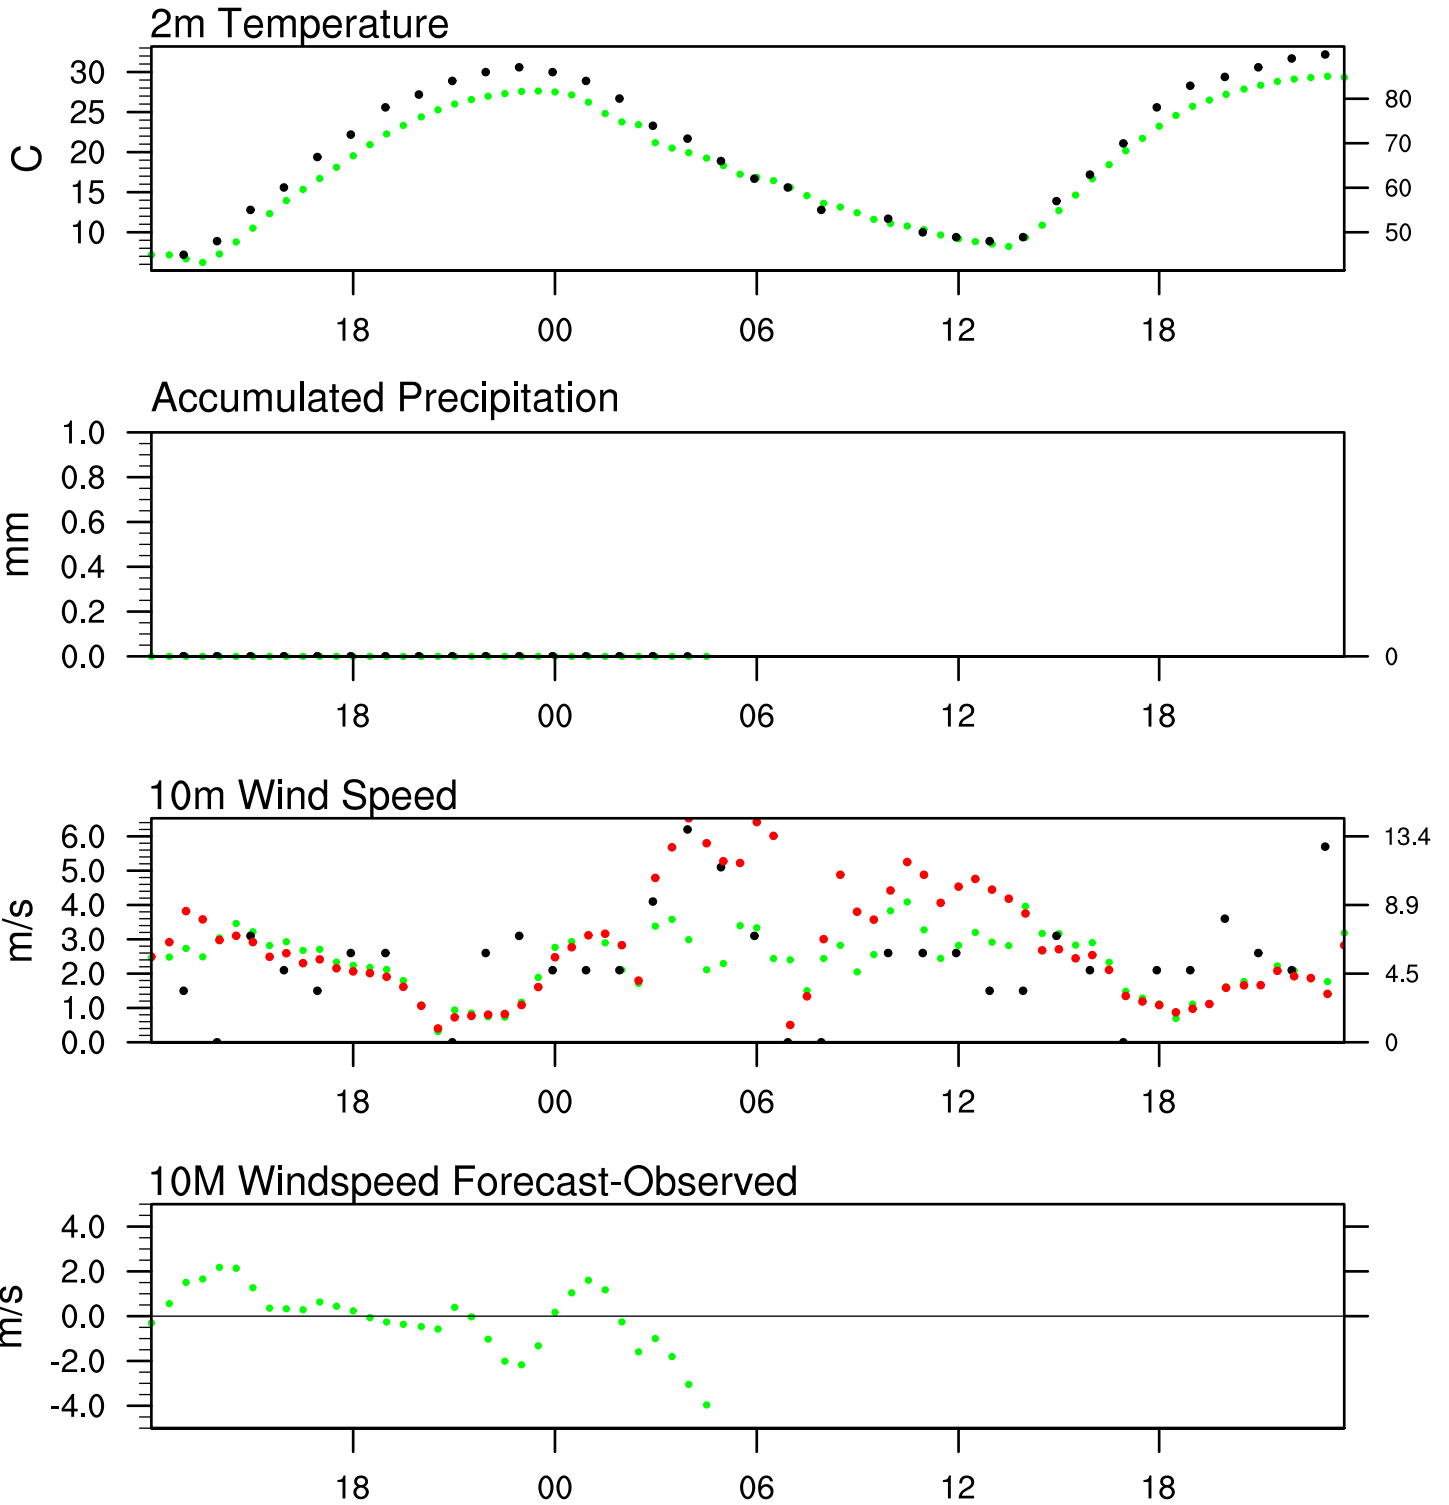 2m Temperature
30
25
20
15
10
C
80
70
60
50
18 00 06 12 18
Accumulated Precipitation
1.0
0.8
0.6
0.4
0.2
0.0
mm
0
18 00 06 12 18
10m Wind Speed
6.0
5.0
4.0
3.0
2.0
1.0
0.0
m/s
13.4
8.9
4.5
0
18 00 06 12 18
10M Windspeed Forecast-Observed
4.0
2.0
0.0
-2.0
-4.0
m/s
18 00 06 12 18